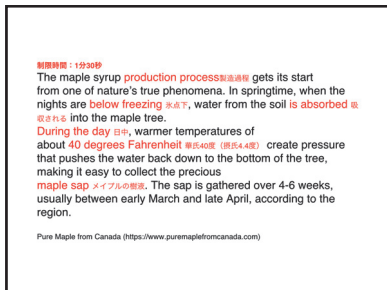 制限時間：1分30秒
The maple syrup production process製造過程 gets its start
from one of nature's true phenomena. In springtime, when the
nights are below freezing 氷点下, water from the soil is absorbed 吸
収される into the maple tree.
During the day 日中, warmer temperatures of
about 40 degrees Fahrenheit 華氏40度（摂氏4.4度） create pressure
that pushes the water back down to the bottom of the tree,
making it easy to collect the precious
maple sap メイプルの樹液. The sap is gathered over 4-6 weeks,
usually between early March and late April, according to the
region.
Pure Maple from Canada (https://www.puremaplefromcanada.com)